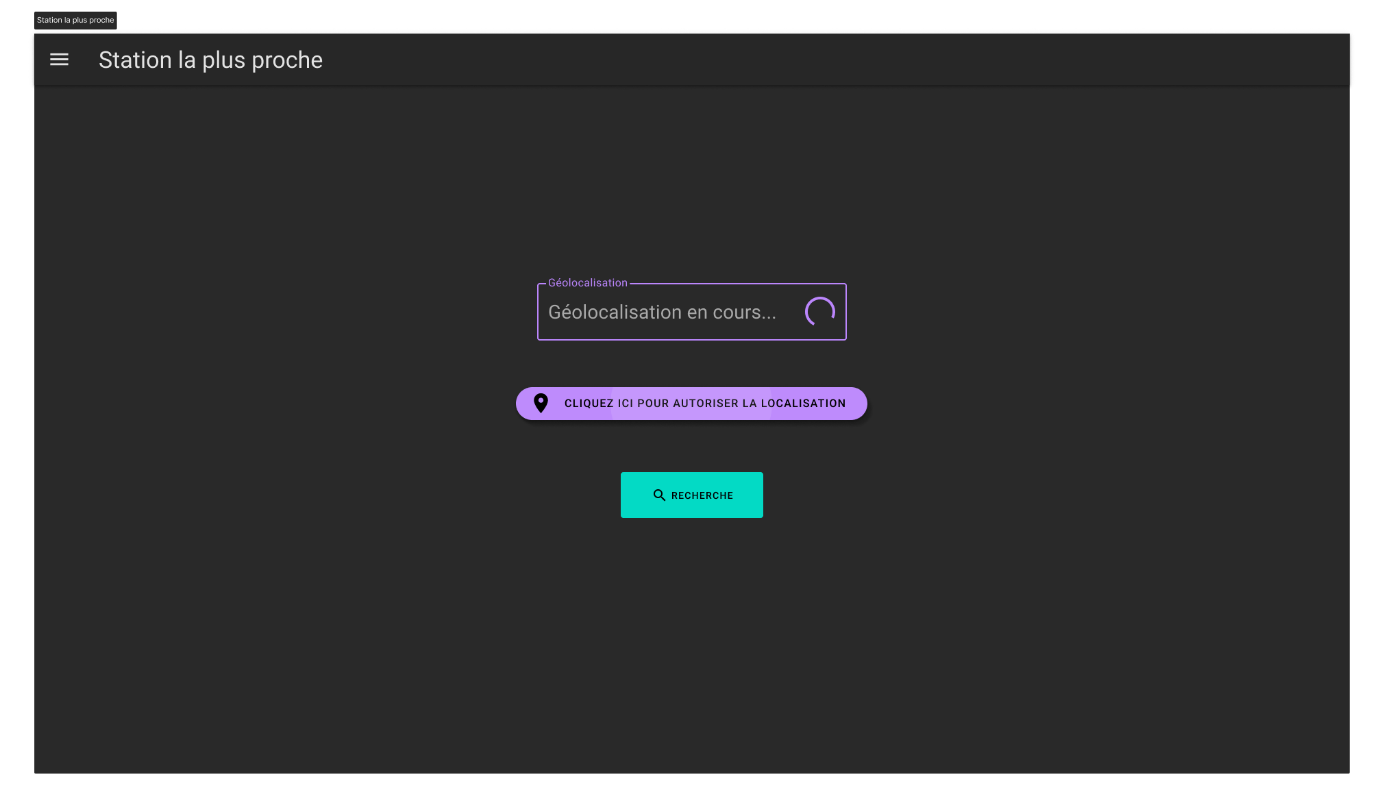 Station la plus proche
Station la plus proche
Géolocalisation
Géolocalisation en cours...
CLIQUEZ ICI POUR AUTORISER LA LOCALISATION
RECHERCHE